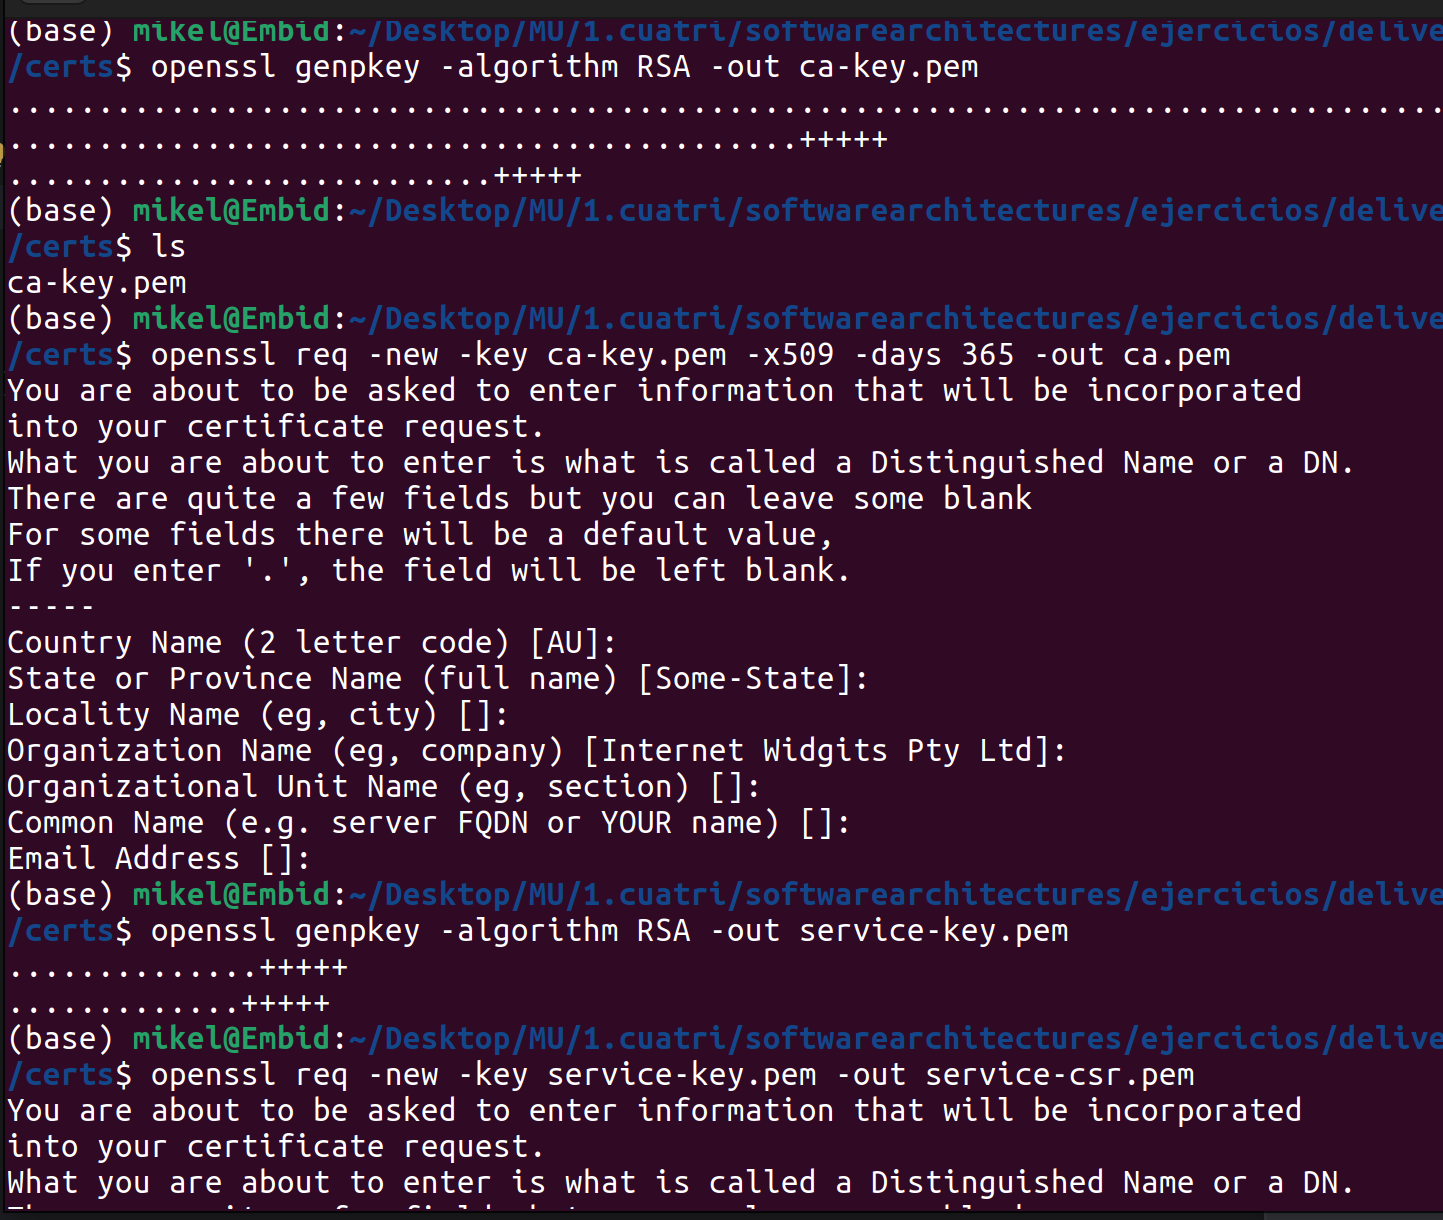 (base) mikel@Embid:~/Desktop/MU/1.cuatri/softwarearchitectures/ejercicios/delive
/certs$ openssl genpkey -algorithm RSA -out ca-key.pem
................................................................................
............................................+++++
...........................+++++
(base) mikel@Embid:~/Desktop/MU/1.cuatri/softwarearchitectures/ejercicios/delive
/certs$ ls
ca-key.pem
(base) mikel@Embid:~/Desktop/MU/1.cuatri/softwarearchitectures/ejercicios/delive
/certs$ openssl req -new -key ca-key.pem -x509 -days 365 -out ca.pem
You are about to be asked to enter information that will be incorporated
into your certificate request.
What you are about to enter is what is called a Distinguished Name or a DN.
There are quite a few fields but you can leave some blank
For some fields there will be a default value,
If you enter '.', the field will be left blank.
-----
Country Name (2 letter code) [AU]:
State or Province Name (full name) [Some-State]:
Locality Name (eg, city) []:
Organization Name (eg, company) [Internet Widgits Pty Ltd]:
Organizational Unit Name (eg, section) []:
Common Name (e.g. server FQDN or YOUR name) []:
Email Address []:
(base) mikel@Embid:~/Desktop/MU/1.cuatri/softwarearchitectures/ejercicios/delive
/certs$ openssl genpkey -algorithm RSA -out service-key.pem
..............+++++
.............+++++
(base) mikel@Embid:~/Desktop/MU/1.cuatri/softwarearchitectures/ejercicios/delive
/certs$ openssl req -new -key service-key.pem -out service-csr.pem
You are about to be asked to enter information that will be incorporated
into your certificate request.
What you are about to enter is what is called a Distinguished Name or a DN.